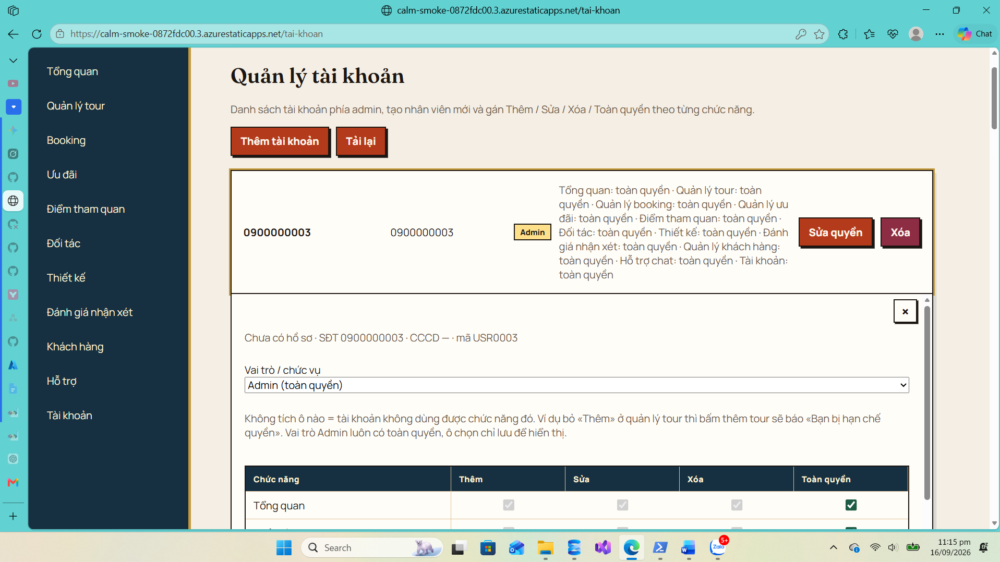 calm-smoke-0872fdc00.3.azurestaticapps.net/tai-khoan
https://calm-smoke-0872fdc00.3.azurestaticapps.net/tai-khoan
Chat
Tổng quan
Quản lý tour
Booking
Ưu đãi
Điểm tham quan
Đối tác
Thiết kế
Đánh giá nhận xét
Khách hàng
Hỗ trợ
Tài khoản
Quản lý tài khoản
Danh sách tài khoản phía admin, tạo nhân viên mới và gán Thêm / Sửa / Xóa / Toàn quyền theo từng chức năng.
Thêm tài khoản
Tải lại
0900000003
0900000003
Admin
Tổng quan: toàn quyền · Quản lý tour: toàn
quyền · Quản lý booking: toàn quyền · Quản lý ưu
đãi: toàn quyền · Điểm tham quan: toàn quyền ·
Đối tác: toàn quyền · Thiết kế: toàn quyền · Đánh
giá nhận xét: toàn quyền · Quản lý khách hàng:
toàn quyền · Hỗ trợ chat: toàn quyền · Tài khoản:
toàn quyền
Sửa quyền
Xóa
×
Chưa có hồ sơ · SĐT 0900000003 · CCCD — · mã USR0003
Vai trò / chức vụ
Admin (toàn quyền)
Không tích ô nào = tài khoản không dùng được chức năng đó. Ví dụ bỏ «Thêm» ở quản lý tour thì bấm thêm tour sẽ báo «Bạn bị hạn chế
quyền». Vai trò Admin luôn có toàn quyền, ô chọn chỉ lưu để hiển thị.
Chức năng Thêm Sửa Xóa Toàn quyền
Tổng quan
Search
Zalo
5+
11:15 pm
16/09/2026